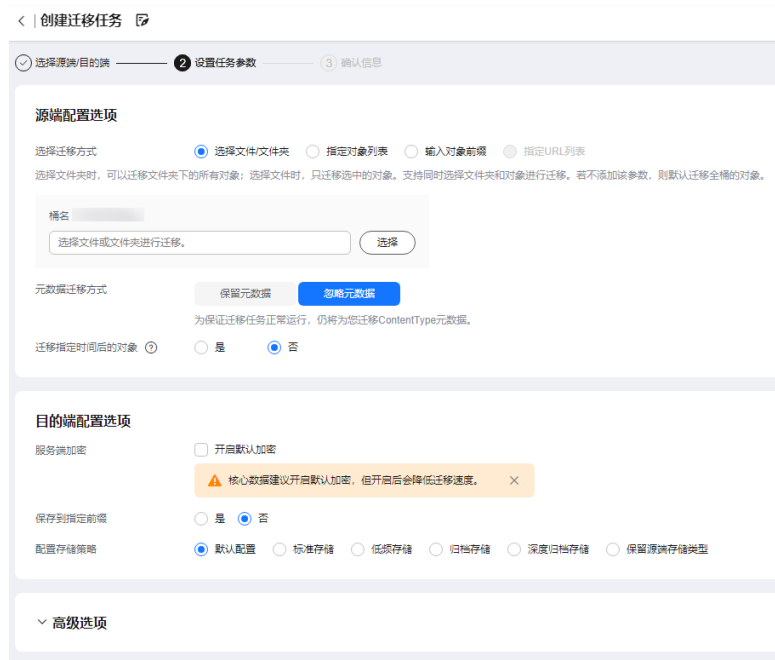 创建迁移任务
选择源端/目的端 2 设置任务参数 3 确认信息
源端配置选项
选择迁移方式 选择文件/文件夹 指定对象列表 输入对象前缀 指定URL列表
选择文件夹时，可以迁移文件夹下的所有对象；选择文件时，只迁移选中的对象。支持同时选择文件夹和对象进行迁移。若不添加该参数，则默认迁移全桶的对象。
桶名
选择文件或文件夹进行迁移。 选择
元数据迁移方式 保留元数据 忽略元数据
为保证迁移任务正常运行，仍将为您迁移ContentType元数据。
迁移指定时间后的对象 ? 是 否
目的端配置选项
服务端加密 开启默认加密
核心数据建议开启默认加密，但开启后会降低迁移速度。
保存到指定前缀 是 否
配置存储策略 默认配置 标准存储 低频存储 归档存储 深度归档存储 保留源端存储类型
高级选项